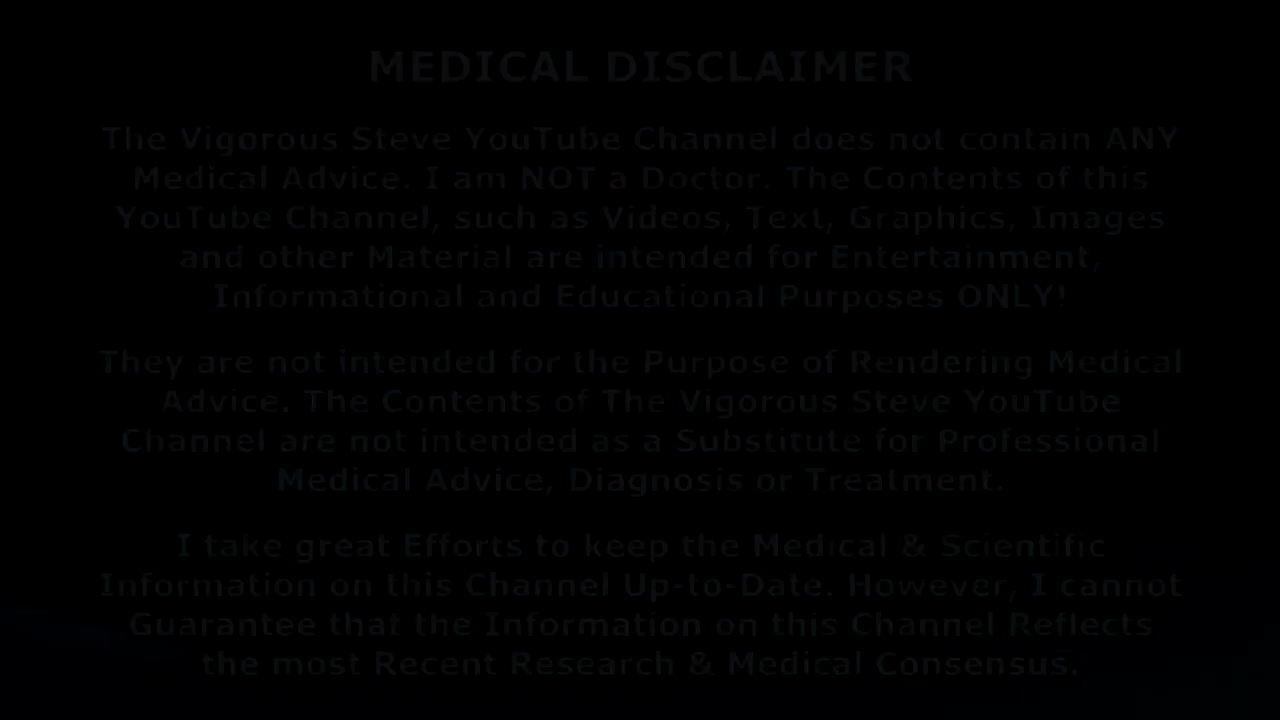 MEDICAL DISCLAIMER
The Vigorous Steve YouTube Channel does not contain ANY
Medical Advice. I am NOT a Doctor. The Contents of this
YouTube Channel, such as Videos, Text, Graphics, Images
and other Material are intended for Entertainment,
Informational and Educational Purposes ONLY!
They are not intended for the Purpose of Rendering Medical
Advice. The Contents of The Vigorous Steve YouTube
Channel are not intended as a Substitute for Professional
Medical Advice, Diagnosis or Treatment.
I take great Efforts to keep the Medical & Scientific
Information on this Channel Up-to-Date. However, I cannot
Guarantee that the Information on this Channel Reflects
the most Recent Research & Medical Consensus.